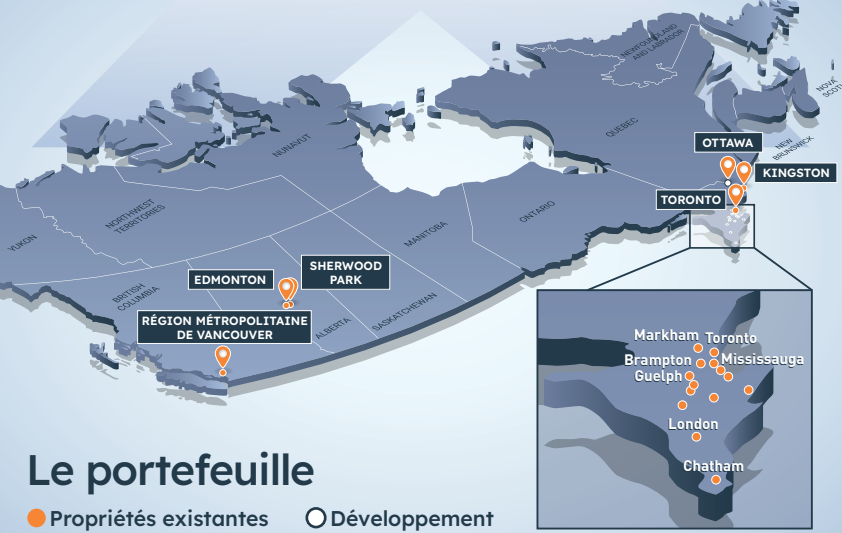 NEWFOUNDLAND
AND LABRADOR
NOVA
QUEBEC
NEW
BRUNSWICK
OTTAWA
KINGSTON
TORONTO
NUNAVUT
ONTARIO
NORTHWEST
TERRITORIES
YUKON
MANITOBA
EDMONTON
SHERWOOD
PARK
BRITISH
COLUMBIA
RÉGION MÉTROPOLITAINE
DE VANCOUVER
ALBERTA
SASKATCHEWAN
Markham
Toronto
Brampton
Mississauga
Guelph
London
Chatham
Le portefeuille
Propriétés existantes
Développement